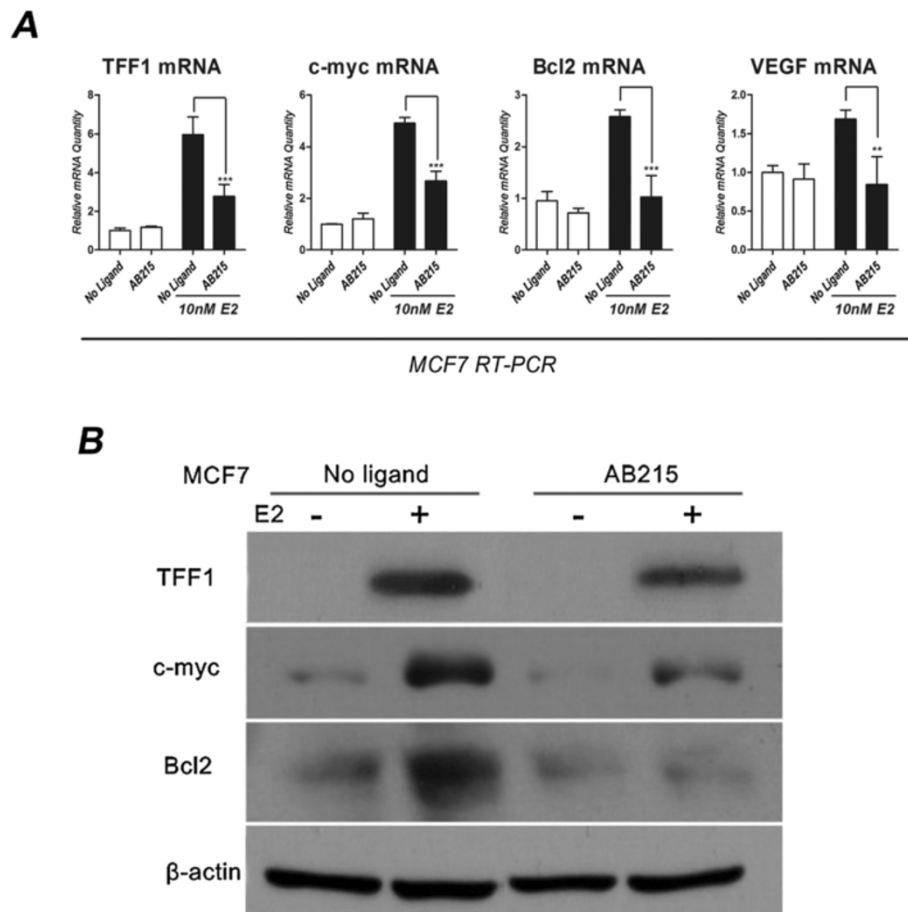 A
TFF1 mRNA
Relative mRNA Quantity
8
6
4
2
0
***
No Ligand
AB215
No Ligand
AB215
10nM E2
c-myc mRNA
Relative mRNA Quantity
6
4
2
0
***
No Ligand
AB215
No Ligand
AB215
10nM E2
Bcl2 mRNA
Relative mRNA Quantity
3
2
1
0
***
No Ligand
AB215
No Ligand
AB215
10nM E2
VEGF mRNA
Relative mRNA Quantity
2.0
1.5
1.0
0.5
0.0
**
No Ligand
AB215
No Ligand
AB215
10nM E2
MCF7 RT-PCR
B
MCF7 No ligand AB215
E2 - + - +
TFF1
c-myc
Bcl2
β-actin